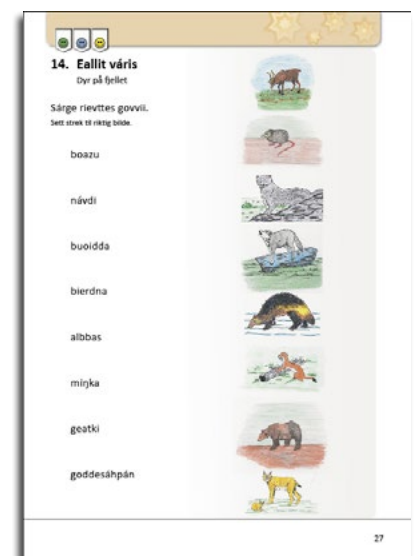 14. Eallit váris
Dyr på fjellet
Sárge rievttes govvii.
Sett strek til riktig bilde.
boazu
návdi
buoidda
bierdna
albbas
miŋka
geatki
goddesáhpán
27